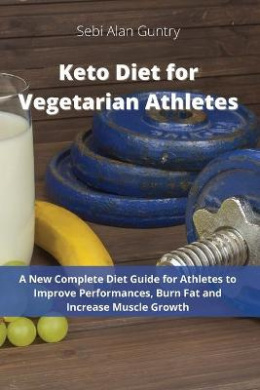 Sebi Alan Guntry
Keto Diet for
Vegetarian Athletes
A New Complete Diet Guide for Athletes to
Improve Performances, Burn Fat and
Increase Muscle Growth